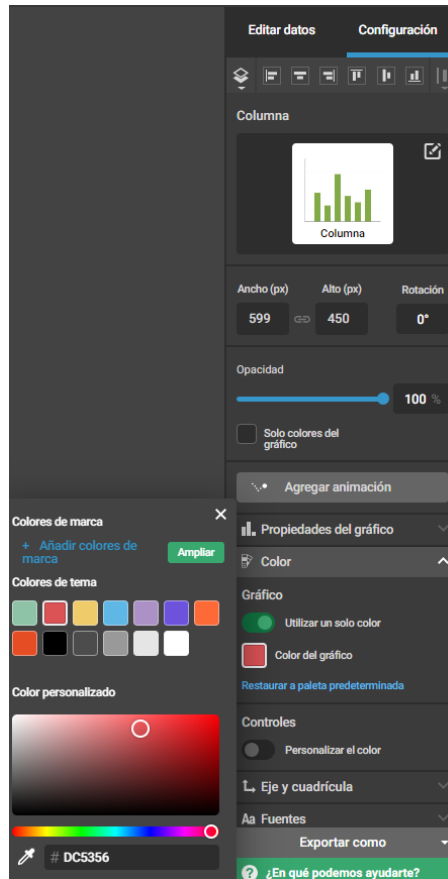 Editar datos Configuración
Columna
Columna
Ancho (px) Alto (px) Rotación
599 450 0°
Opacidad
100 %
Solo colores del
gráfico
Agregar animación
Propiedades del gráfico
Color
Gráfico
Utilizar un solo color
Color del gráfico
Restaurar a paleta predeterminada
Controles
Personalizar el color
Eje y cuadrícula
Aa Fuentes
Exportar como
¿En qué podemos ayudarte?
Colores de marca
+ Añadir colores de
marca
Ampliar
Colores de tema
Color personalizado
# DC5356